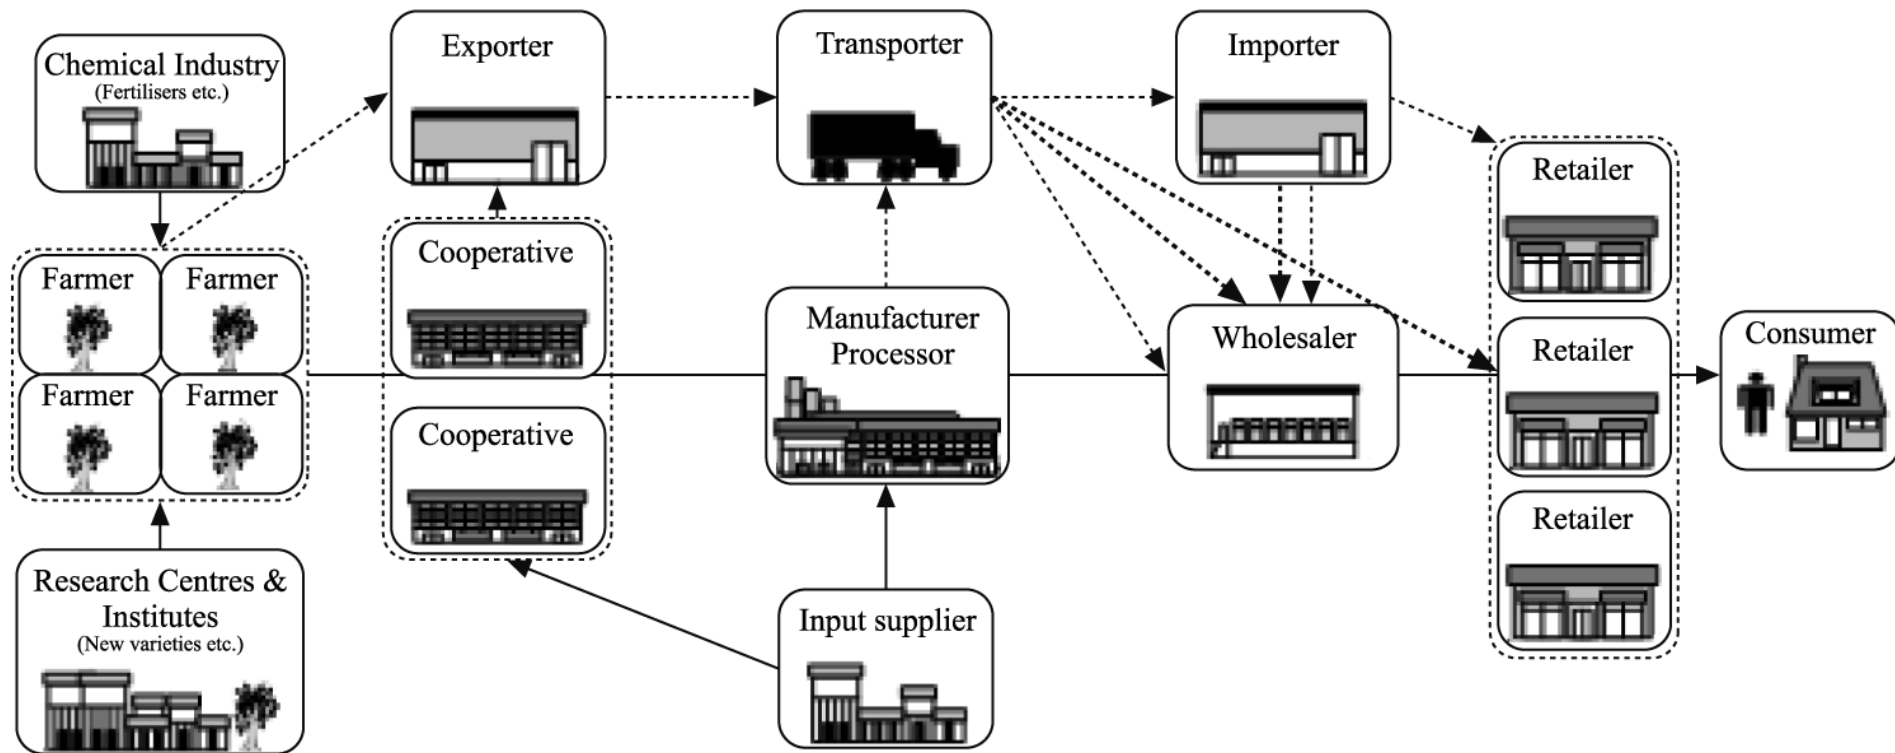 Chemical Industry
(Fertilisers etc.)
Exporter
Transporter
Importer
Retailer
Farmer
Farmer
Cooperative
Manufacturer
Processor
Wholesaler
Retailer
Consumer
Farmer
Farmer
Cooperative
Retailer
Research Centres &
Institutes
(New varieties etc.)
Input supplier